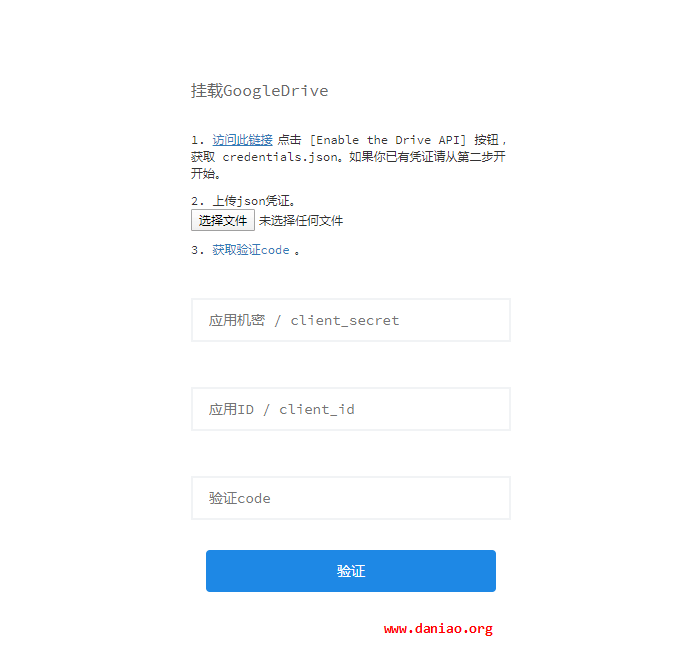 挂载GoogleDrive
1. 访问此链接 点击 [Enable the Drive API] 按钮，
获取 credentials.json。如果你已有凭证请从第二步开
开始。
2. 上传json凭证。
选择文件 未选择任何文件
3. 获取验证code 。
应用机密 / client_secret
应用ID / client_id
验证code
验证
www.daniao.org